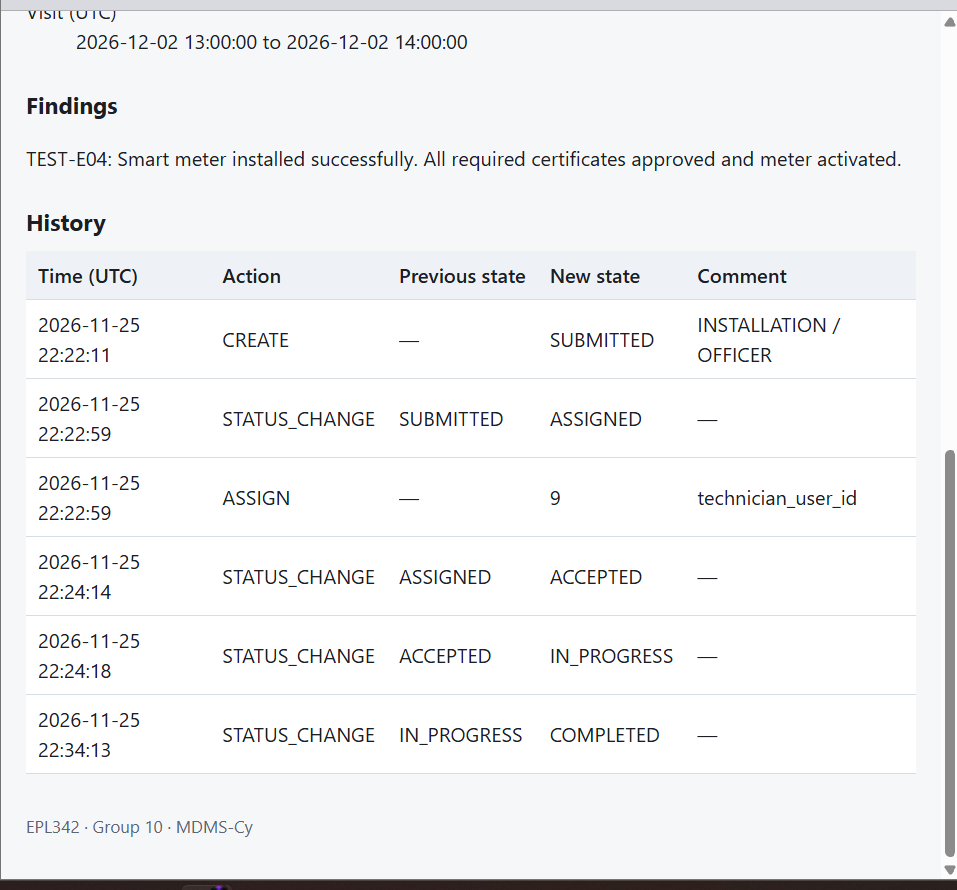 Visit (UTC)
2026-12-02 13:00:00 to 2026-12-02 14:00:00
Findings
TEST-E04: Smart meter installed successfully. All required certificates approved and meter activated.
History
Time (UTC) Action Previous state New state Comment
2026-11-25
22:22:11
CREATE — SUBMITTED
INSTALLATION /
OFFICER
2026-11-25
22:22:59
STATUS_CHANGE SUBMITTED ASSIGNED —
2026-11-25
22:22:59
ASSIGN — 9 technician_user_id
2026-11-25
22:24:14
STATUS_CHANGE ASSIGNED ACCEPTED —
2026-11-25
22:24:18
STATUS_CHANGE ACCEPTED IN_PROGRESS —
2026-11-25
22:34:13
STATUS_CHANGE IN_PROGRESS COMPLETED —
EPL342 · Group 10 · MDMS-Cy